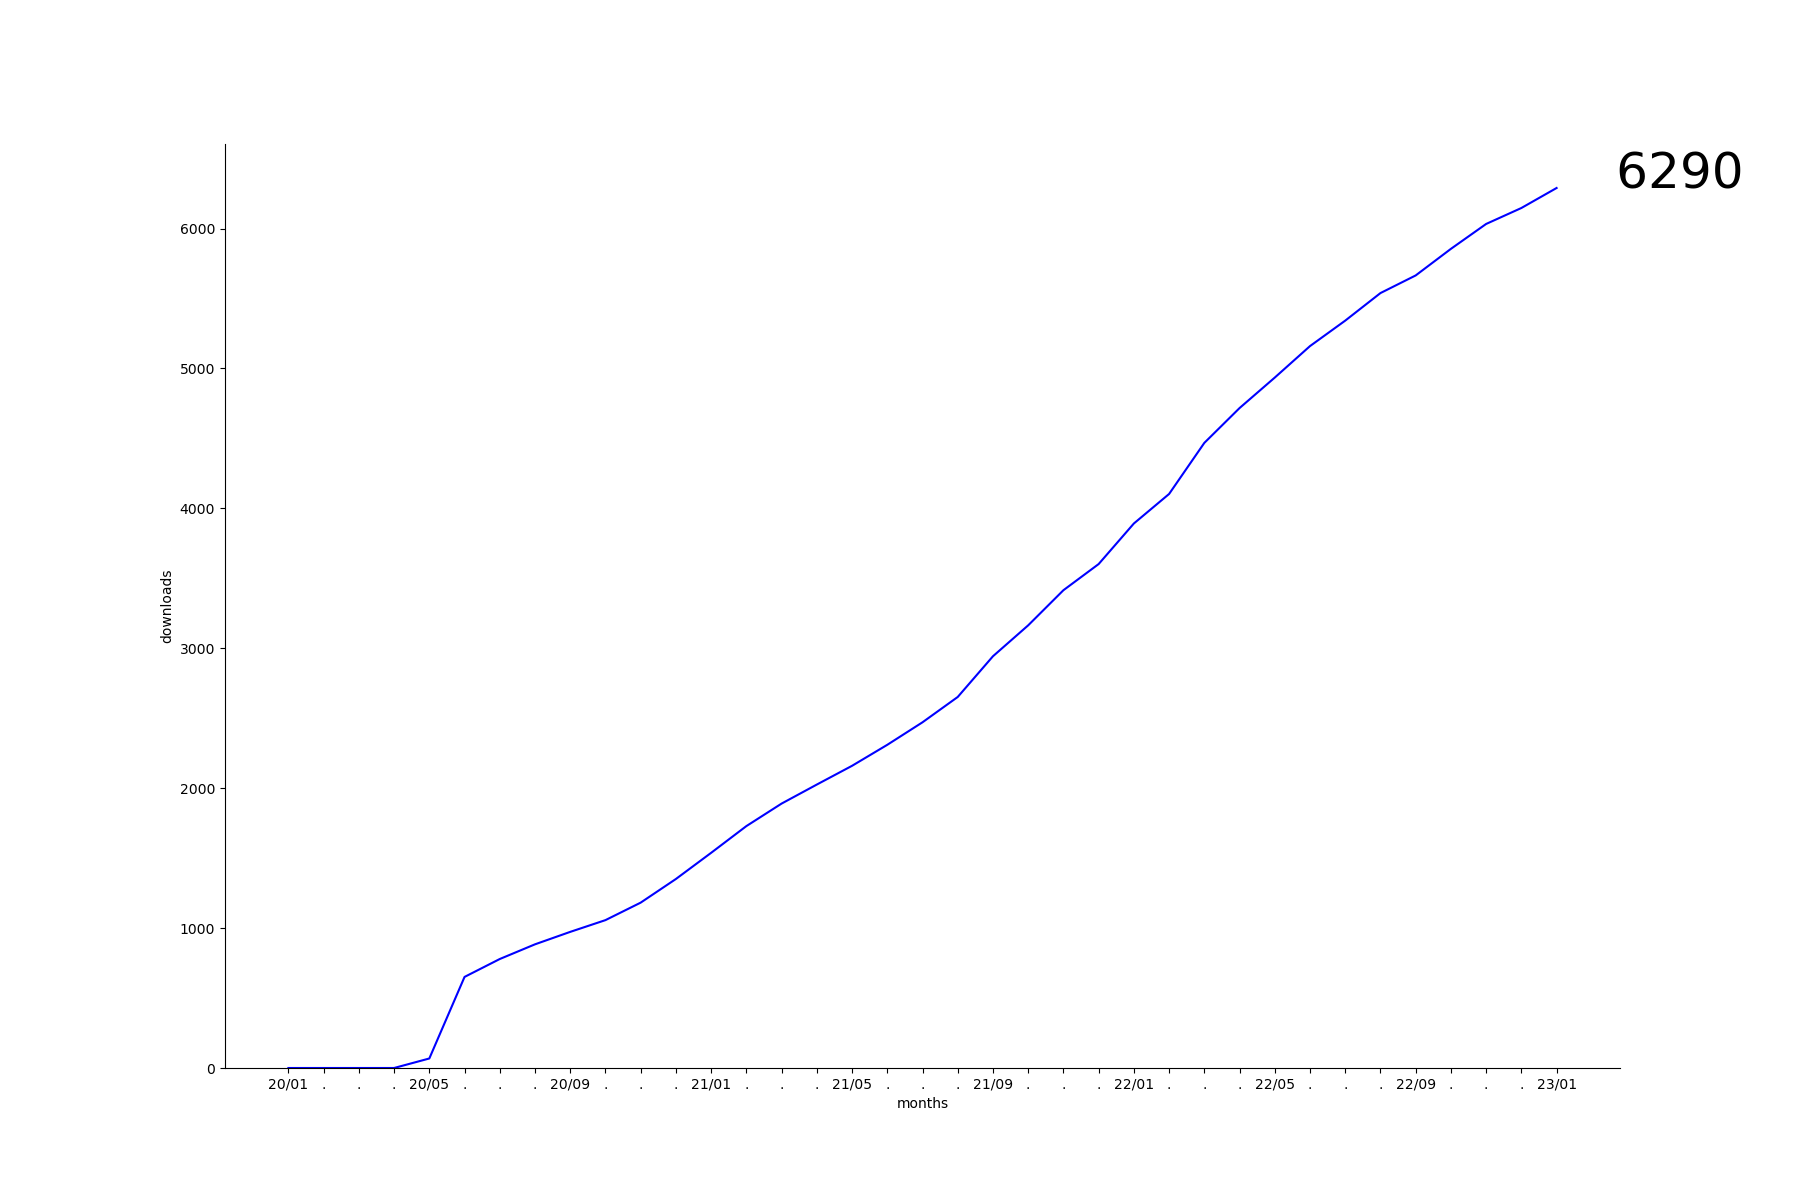 6290
6000
5000
4000
3000
2000
1000
0
downloads
20/01 . . . 20/05 . . . 20/09 . . . 21/01 . . . 21/05 . . . 21/09 . . . 22/01 . . . 22/05 . . . 22/09 . . . 23/01
months